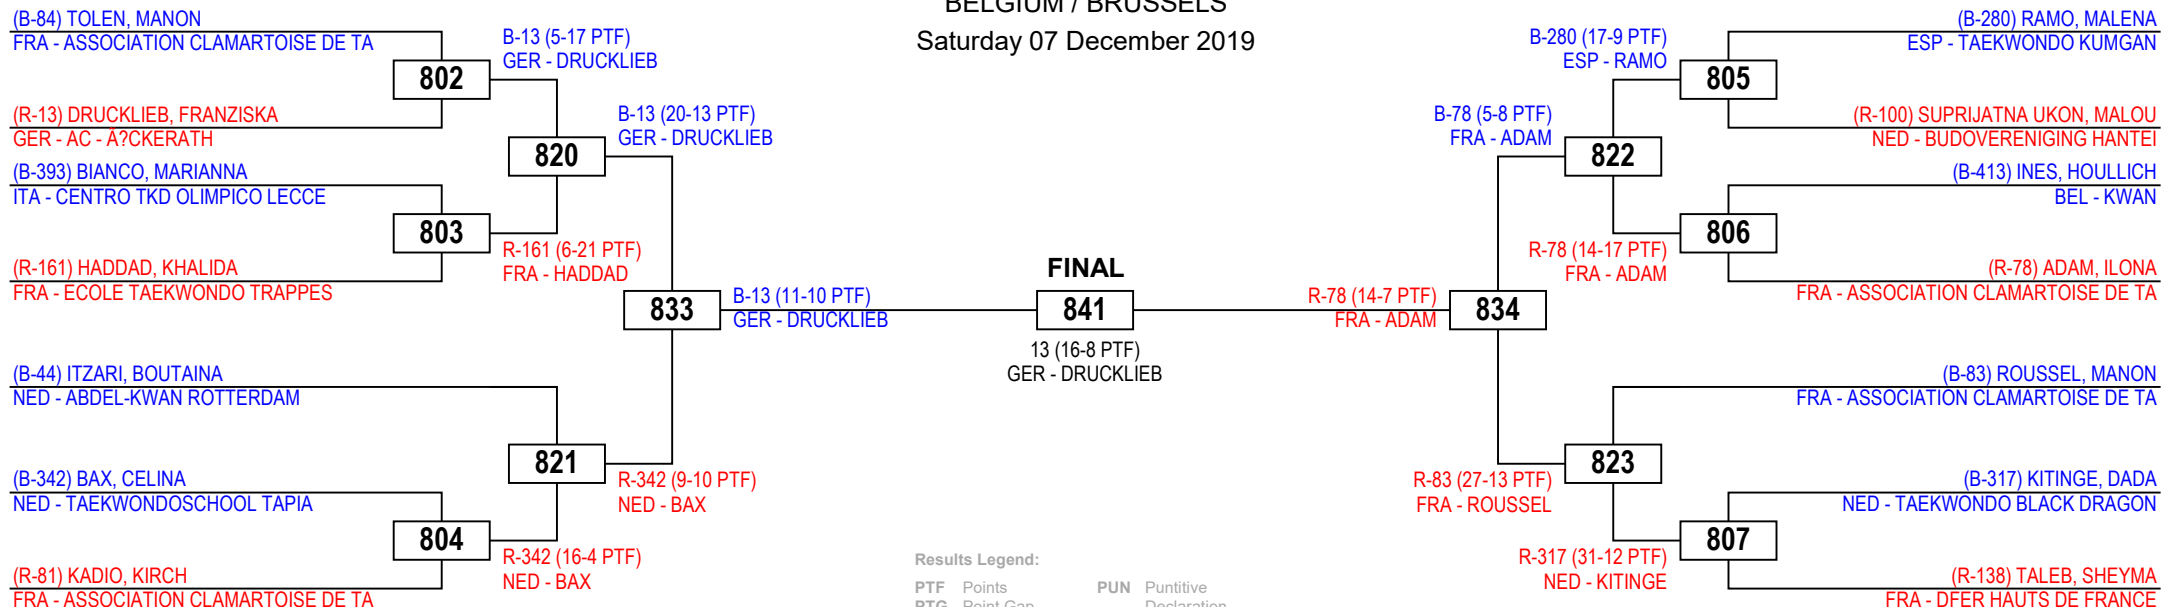 BELGIUM / BRUSSELS
Saturday 07 December 2019
(B-84) TOLEN, MANON
FRA - ASSOCIATION CLAMARTOISE DE TA
802
(R-13) DRUCKLIEB, FRANZISKA
GER - AC - Ã?CKERATH
(B-393) BIANCO, MARIANNA
ITA - CENTRO TKD OLIMPICO LECCE
803
(R-161) HADDAD, KHALIDA
FRA - ECOLE TAEKWONDO TRAPPES
(B-44) ITZARI, BOUTAINA
NED - ABDEL-KWAN ROTTERDAM
(B-342) BAX, CELINA
NED - TAEKWONDOSCHOOL TAPIA
804
(R-81) KADIO, KIRCH
FRA - ASSOCIATION CLAMARTOISE DE TA
B-13 (5-17 PTF)
GER - DRUCKLIEB
820
R-161 (6-21 PTF)
FRA - HADDAD
821
R-342 (16-4 PTF)
NED - BAX
B-13 (20-13 PTF)
GER - DRUCKLIEB
833
R-342 (9-10 PTF)
NED - BAX
B-13 (11-10 PTF)
GER - DRUCKLIEB
FINAL
841
13 (16-8 PTF)
GER - DRUCKLIEB
R-78 (14-7 PTF)
FRA - ADAM
834
B-78 (5-8 PTF)
FRA - ADAM
R-83 (27-13 PTF)
FRA - ROUSSEL
B-280 (17-9 PTF)
ESP - RAMO
822
R-78 (14-17 PTF)
FRA - ADAM
823
R-317 (31-12 PTF)
NED - KITINGE
(B-280) RAMO, MALENA
ESP - TAEKWONDO KUMGAN
805
(R-100) SUPRIJATNA UKON, MALOU
NED - BUDOVERENIGING HANTEI
(B-413) INES, HOULLICH
BEL - KWAN
806
(R-78) ADAM, ILONA
FRA - ASSOCIATION CLAMARTOISE DE TA
(B-83) ROUSSEL, MANON
FRA - ASSOCIATION CLAMARTOISE DE TA
(B-317) KITINGE, DADA
NED - TAEKWONDO BLACK DRAGON
807
(R-138) TALEB, SHEYMA
FRA - DFER HAUTS DE FRANCE
Results Legend:
PTF Points PUN Puntitive
PTG Point Gap Declaration